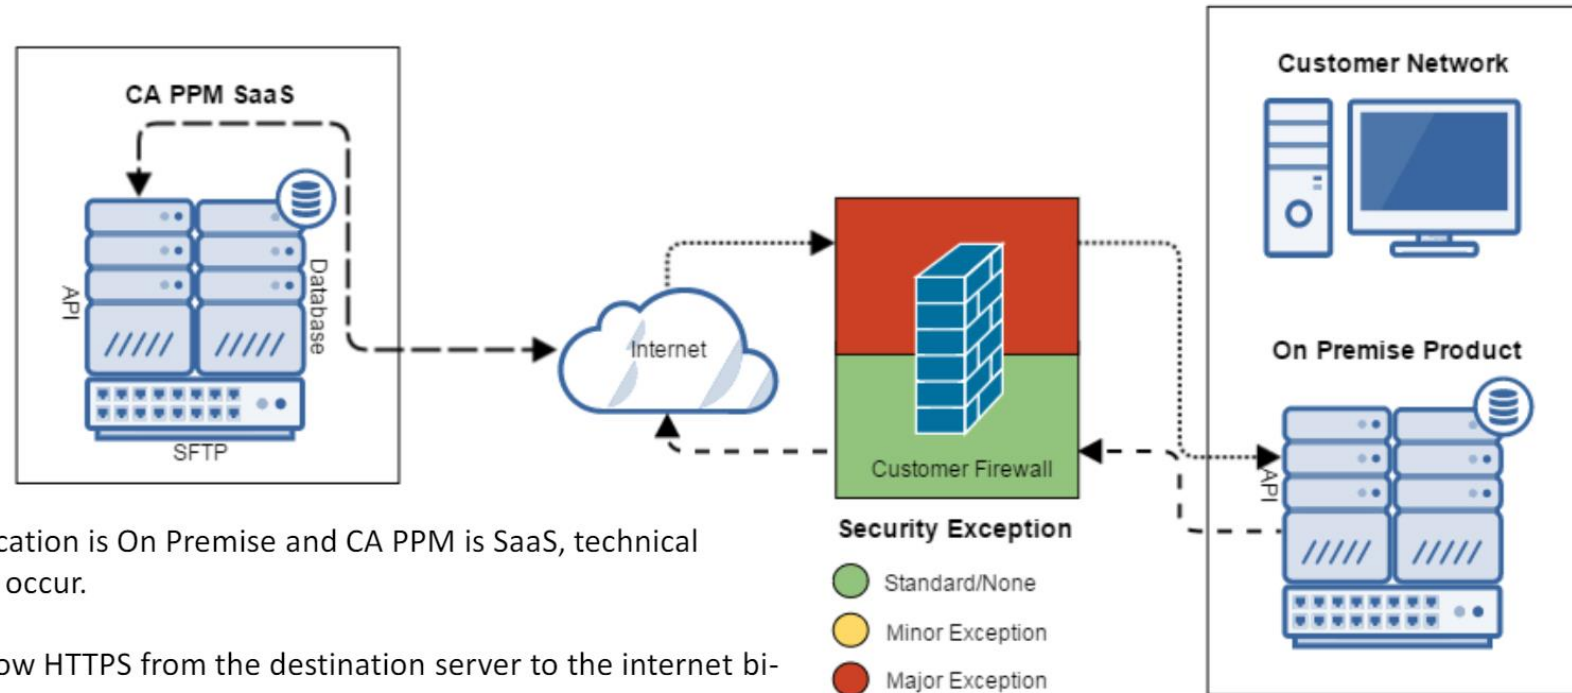 CA PPM SaaS
API
Database
SFTP
Internet
Customer Firewall
Security Exception
Standard/None
Minor Exception
Major Exception
Customer Network
On Premise Product
API
cation is On Premise and CA PPM is SaaS, technical
occur.
ow HTTPS from the destination server to the internet bi-